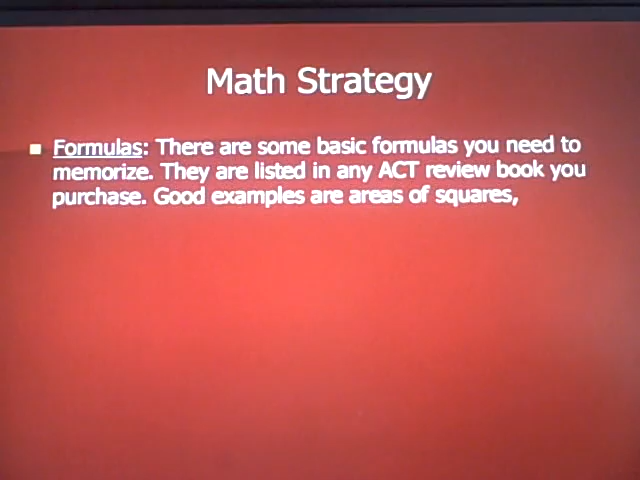 Math Strategy
Formulas: There are some basic formulas you need to
memorize. They are listed in any ACT review book you
purchase. Good examples are areas of squares,